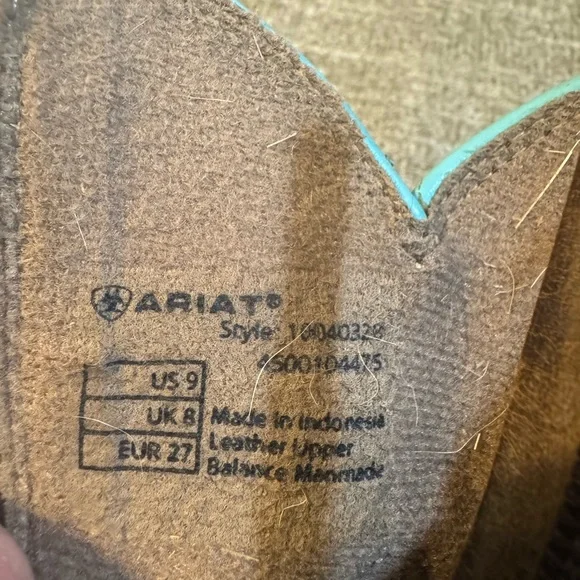 ARIAT®
Style: 10040328
4500104475
US 9
UK 8
EUR 27
Made in Indonesia
Leather Upper
Balance Manmade